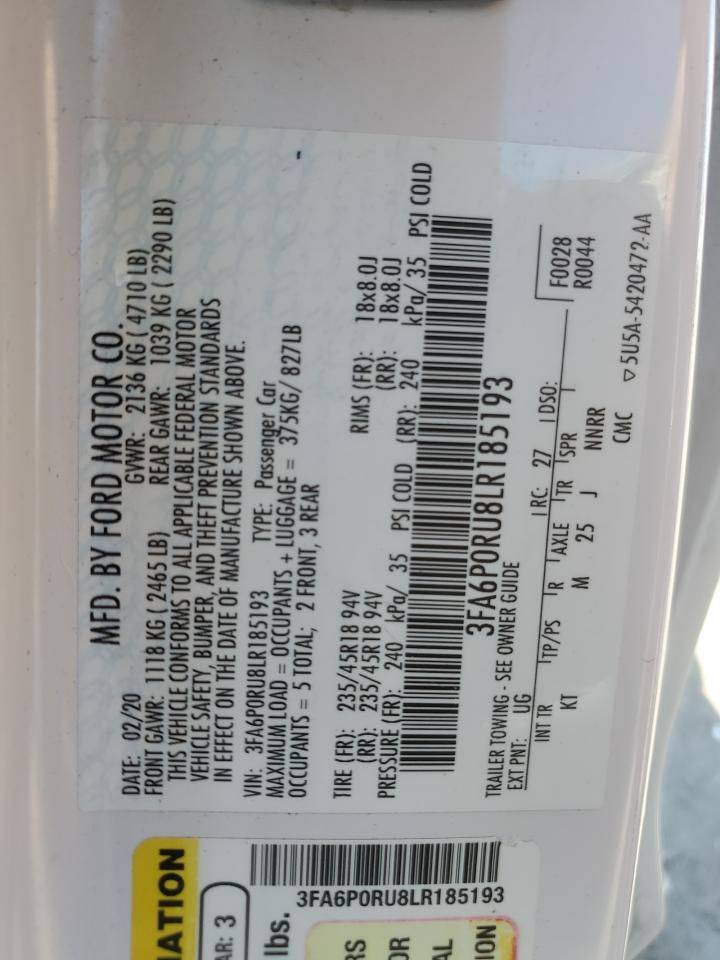 MFD. BY FORD MOTOR CO.
DATE: 02/20 GVWR: 2136 KG ( 4710 LB)
FRONT GAWR: 1118 KG ( 2465 LB) REAR GAWR: 1039 KG ( 2290 LB)
THIS VEHICLE CONFORMS TO ALL APPLICABLE FEDERAL MOTOR
VEHICLE SAFETY, BUMPER, AND THEFT PREVENTION STANDARDS
IN EFFECT ON THE DATE OF MANUFACTURE SHOWN ABOVE.
VIN: 3FA6P0RU8LR185193 TYPE: Passenger Car
MAXIMUM LOAD = OCCUPANTS + LUGGAGE = 375KG/ 827LB
OCCUPANTS = 5 TOTAL; 2 FRONT, 3 REAR
TIRE (FR): 235/45R18 94V RIMS (FR): 18x8.0J
(RR): 235/45R18 94V (RR): 18x8.0J
PRESSURE (FR): 240 kPa/ 35 PSI COLD (RR): 240 kPa/ 35 PSI COLD
3FA6P0RU8LR185193
TRAILER TOWING - SEE OWNER GUIDE
EXT PNT: UG RC: 27 DSO: F0028
R0044
INT TR TP/PS R AXLE TR SPR
KT M 25 J NNRR
CMC
▽5U5A-5420472-AA
NATION
AR: 3
lbs.
3FA6P0RU8LR185193
RS
OR
AL
ION